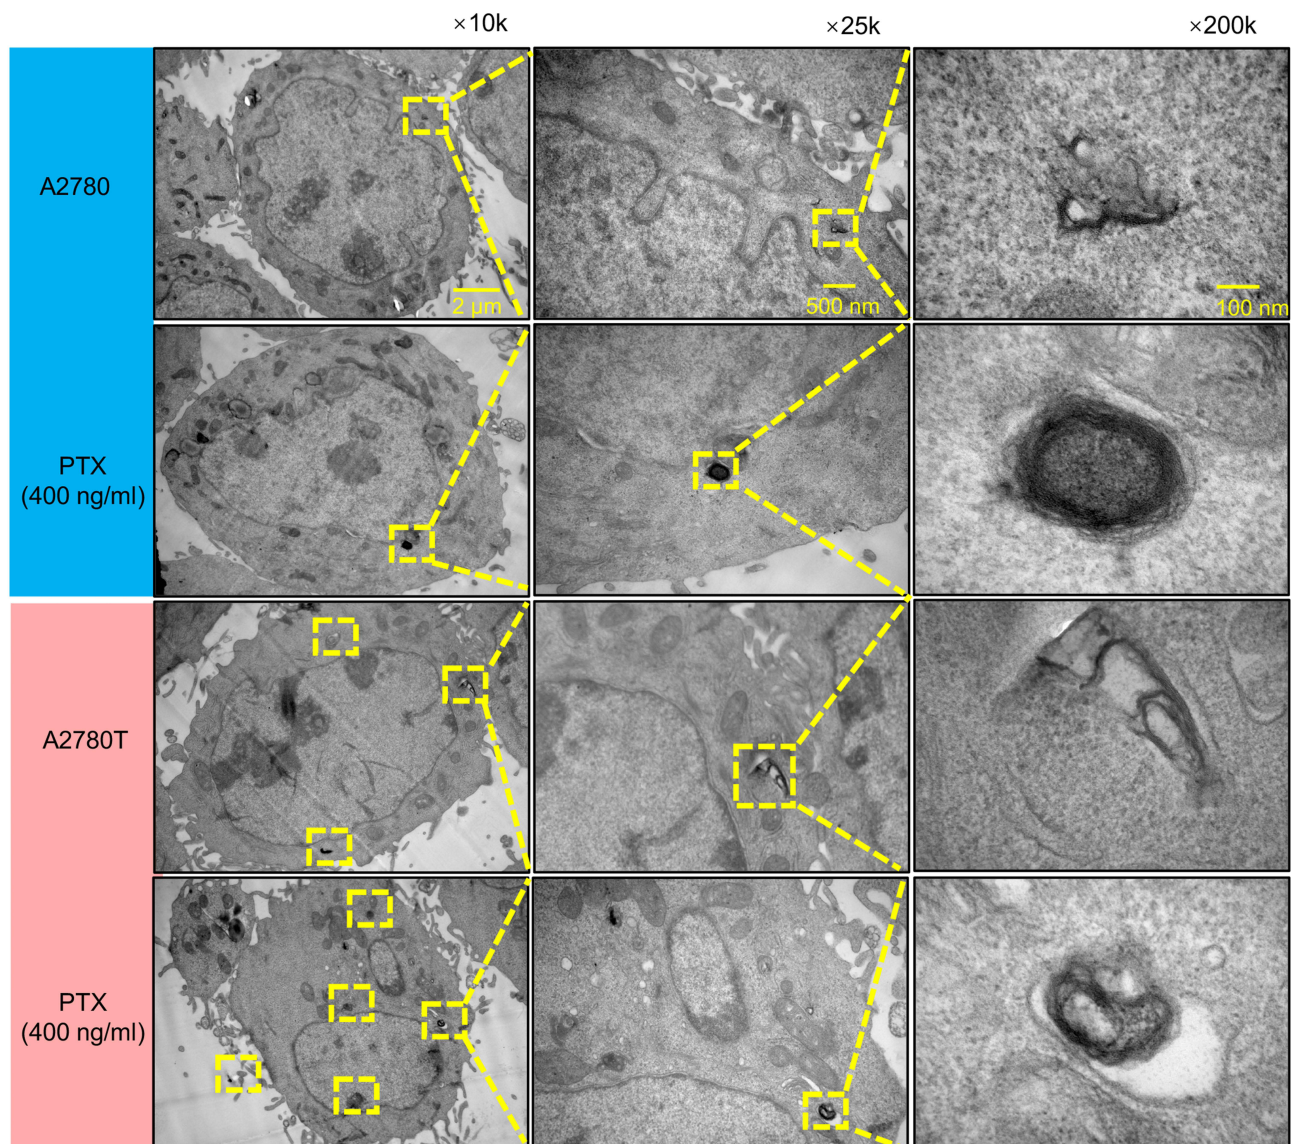 ×10k
×25k
×200k
A2780
2 μm
500 nm
100 nm
PTX
(400 ng/ml)
A2780T
PTX
(400 ng/ml)